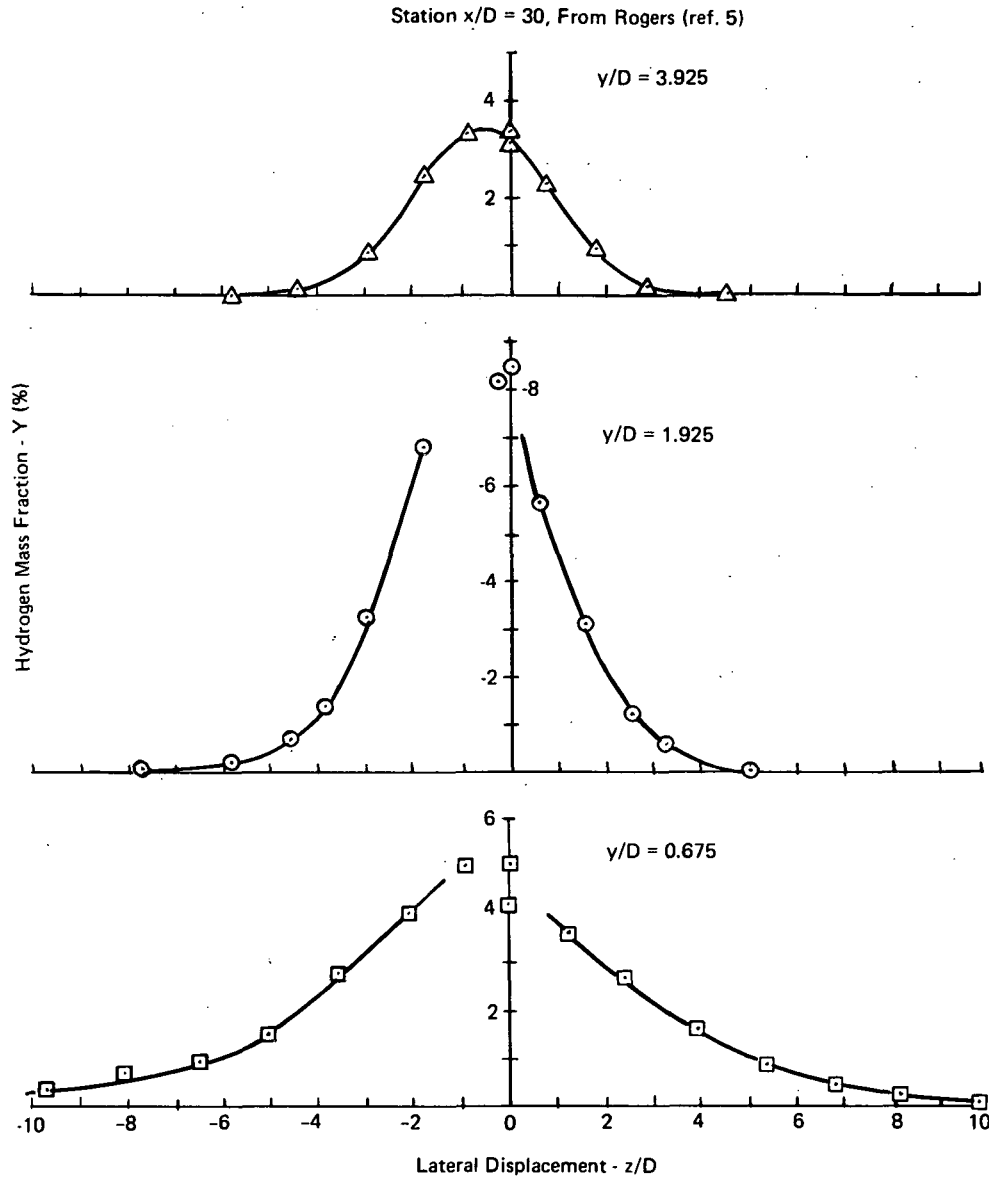 Station x/D = 30, From Rogers (ref. 5)
y/D = 3.925
4
2
Hydrogen Mass Fraction - Y (%)
-8
y/D = 1.925
-6
-4
-2
6
y/D = 0.675
4
2
-10 -8 -6 -4 -2 0 2 4 6 8 10
Lateral Displacement - z/D